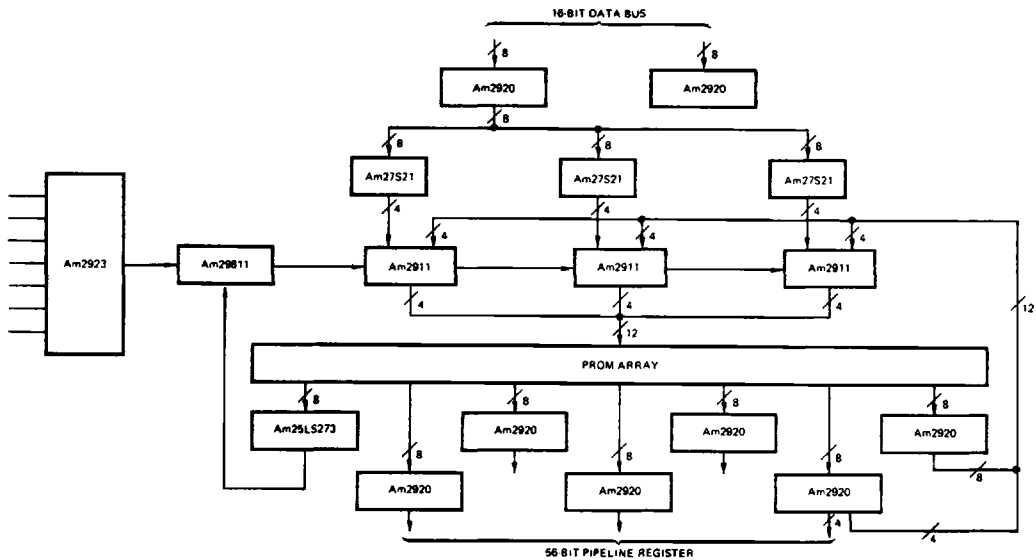 16-BIT DATA BUS
8
8
Am2920
Am2920
8
8
8
8
Am27S21
Am27S21
Am27S21
4
4
4
4
4
4
Am2923
Am29811
Am2911
Am2911
Am2911
4
4
4
12
12
PROM ARRAY
8
8
8
8
Am25LS273
Am2920
Am2920
Am2920
8
8
8
8
Am2920
Am2920
Am2920
4
4
56-BIT PIPELINE REGISTER